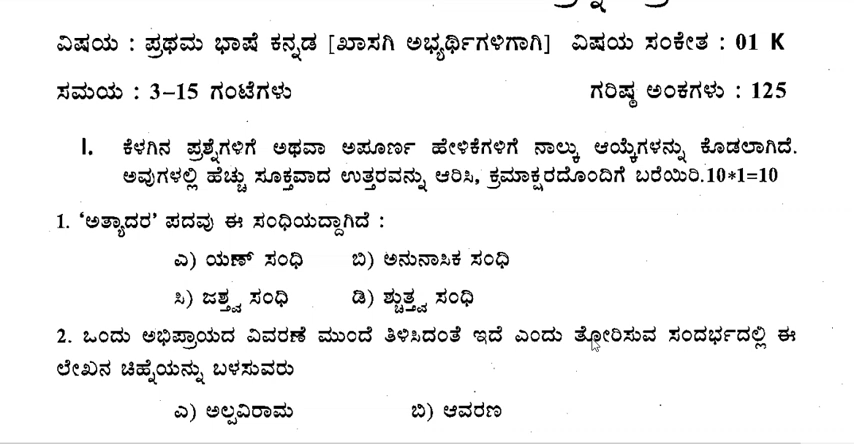 ವಿಷಯ : ಪ್ರಥಮ ಭಾಷೆ ಕನ್ನಡ [ಖಾಸಗಿ ಅಭ್ಯರ್ಥಿಗಳಿಗಾಗಿ] ವಿಷಯ ಸಂಕೇತ : 01 K
ಸಮಯ : 3–15 ಗಂಟೆಗಳು ಗರಿಷ್ಠ ಅಂಕಗಳು : 125
I. ಕೆಳಗಿನ ಪ್ರಶ್ನೆಗಳಿಗೆ ಅಥವಾ ಅಪೂರ್ಣ ಹೇಳಿಕೆಗಳಿಗೆ ನಾಲ್ಕು ಆಯ್ಕೆಗಳನ್ನು ಕೊಡಲಾಗಿದೆ.
ಅವುಗಳಲ್ಲಿ ಹೆಚ್ಚು ಸೂಕ್ತವಾದ ಉತ್ತರವನ್ನು ಆರಿಸಿ, ಕ್ರಮಾಕ್ಷರದೊಂದಿಗೆ ಬರೆಯಿರಿ.10*1=10
1. ‘ಅತ್ಯಾದರ’ ಪದವು ಈ ಸಂಧಿಯದ್ದಾಗಿದೆ :
ಎ) ಯಣ್ ಸಂಧಿ ಬಿ) ಅನುನಾಸಿಕ ಸಂಧಿ
ಸಿ) ಜಶ್ತ್ವ ಸಂಧಿ ಡಿ) ಶ್ಚುತ್ವ ಸಂಧಿ
2. ಒಂದು ಅಭಿಪ್ರಾಯದ ವಿವರಣೆ ಮುಂದೆ ತಿಳಿಸಿದಂತೆ ಇದೆ ಎಂದು ತ್ತೋರಿಸುವ ಸಂದರ್ಭದಲ್ಲಿ ಈ
ಲೇಖನ ಚಿಹ್ನೆಯನ್ನು ಬಳಸುವರು
ಎ) ಅಲ್ಪವಿರಾಮ ಬಿ) ಆವರಣ